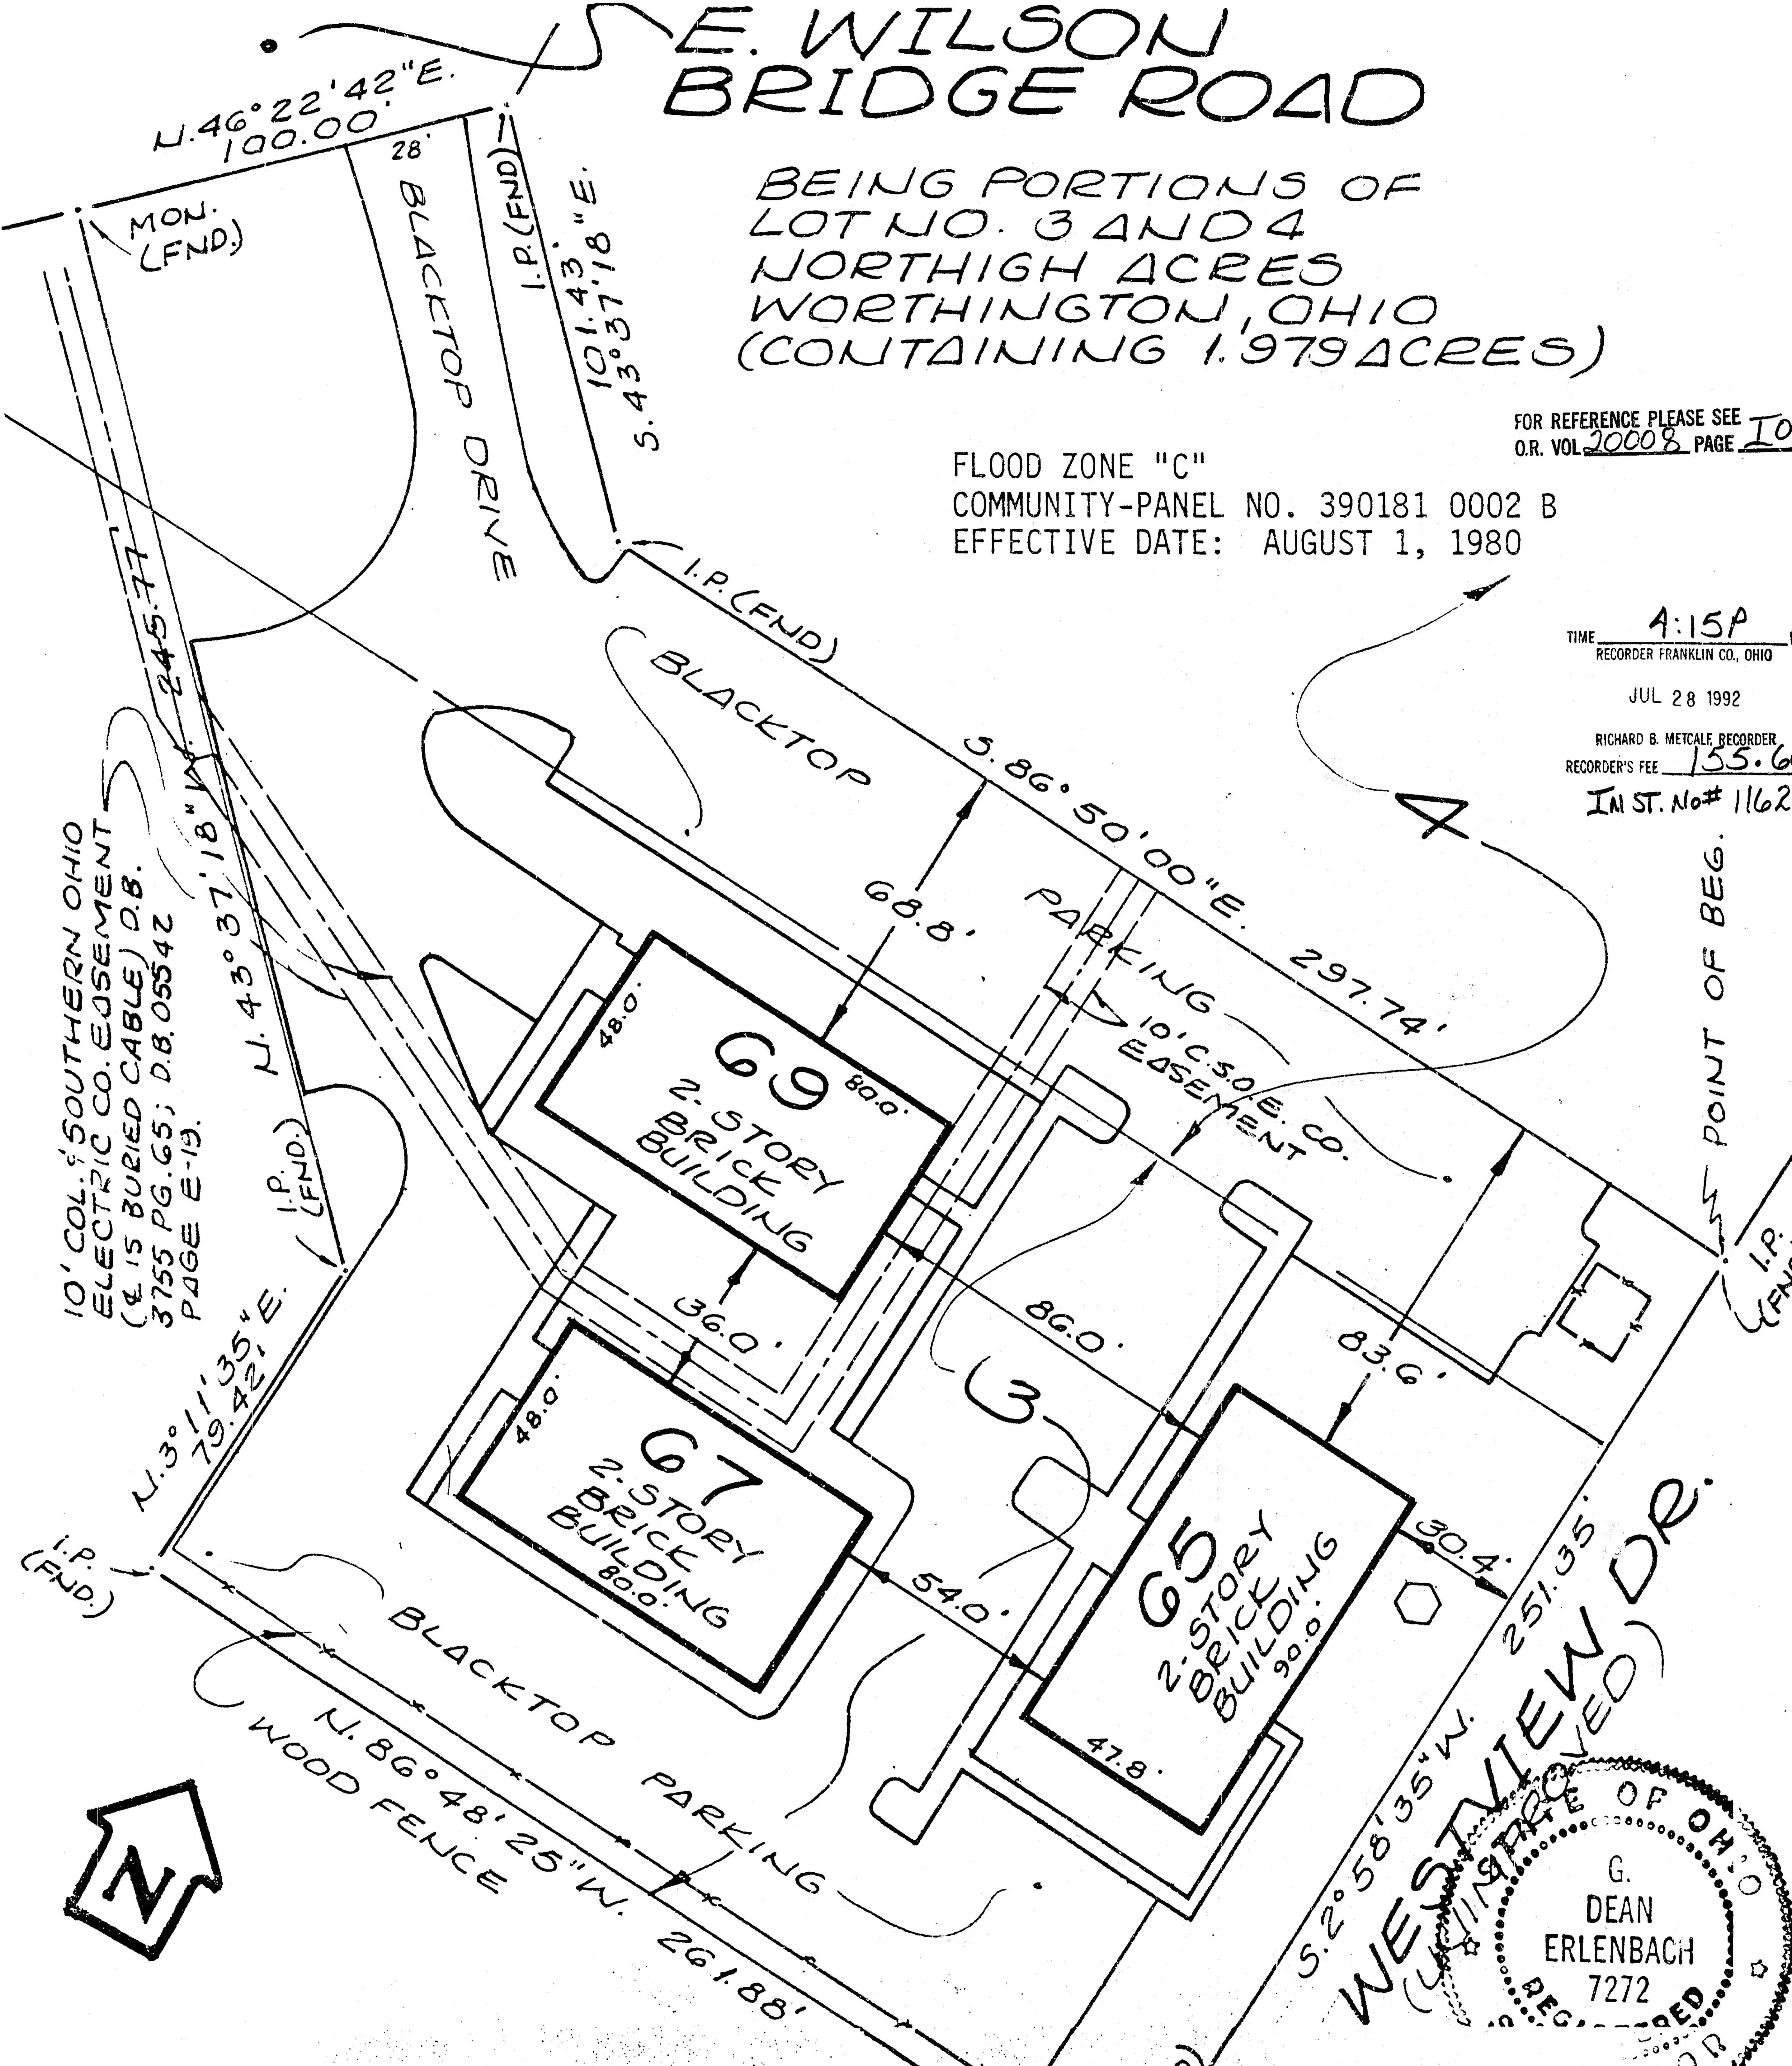 E. WILSON
BRIDGE ROAD
N.46°22'42"E.
100.00'
28'
MON.
(FND.)
BLACKTOP DRIVE
I.P.(FND)
101.43'
S.43°37'18"E.
BEING PORTIONS OF
LOT NO. 3 AND 4
NORTHIGH ACRES
WORTHINGTON, OHIO
(CONTAINING 1.979 ACRES)
FOR REFERENCE PLEASE SEE
O.R. VOL 20008 PAGE
FLOOD ZONE "C"
COMMUNITY-PANEL NO. 390181 0002 B
EFFECTIVE DATE: AUGUST 1, 1980
TIME 4:15P
RECORDER FRANKLIN CO., OHIO
JUL 28 1992
RICHARD B. METCALF, RECORDER
RECORDER'S FEE
INST. No#
I.P.(FND)
BLACKTOP
PARKING
S.86°50'00"E. 297.74'
4
POINT OF BEG.
I.P.
245.77'
N.43°37'18"W.
10' COL. & SOUTHERN OHIO
ELECTRIC CO. EASEMENT
(℄ IS BURIED CABLE) D.B.
3755 PG.65; D.B.05542
PAGE E-19.
68.8'
10' C.S.O.E. CO.
EASEMENT
48.0'
69
80.0'
2-STORY
BRICK
BUILDING
I.P.
(FND.)
N.3°11'35"E.
79.42'
36.0'
86.0'
83.6'
3
48.0'
67
2-STORY
BRICK
BUILDING
80.0'
54.0'
65
2-STORY
BRICK
BUILDING
90.0'
47.8'
30.4'
I.P.
(FND.)
BLACKTOP PARKING
N.86°48'25"W. 261.88'
WOOD FENCE
N
S.2°58'35"W. 251.35'
WESTVIEW DR.
STATE OF OHIO
G.
DEAN
ERLENBACH
7272